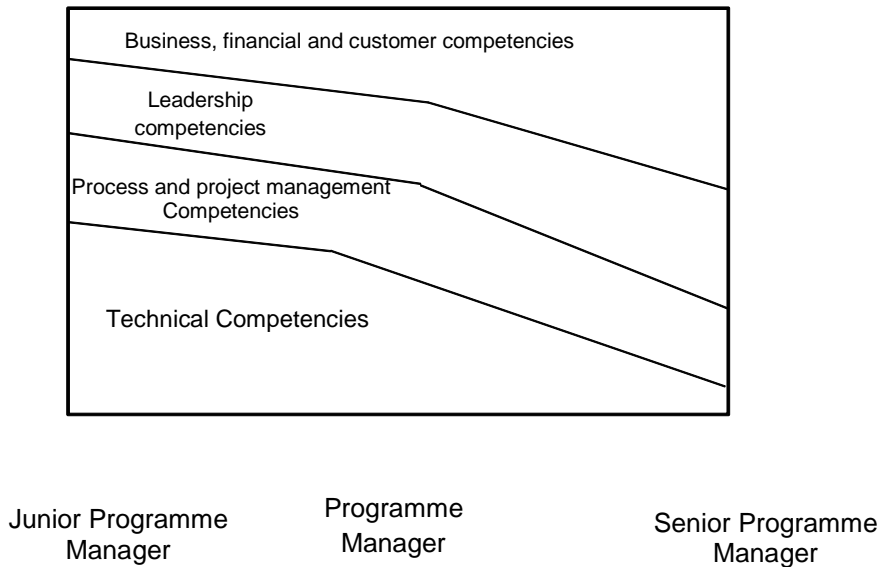 Business, financial and customer competencies
Leadership
competencies
Process and project management
Competencies
Technical Competencies
Junior Programme
Manager
Programme
Manager
Senior Programme
Manager